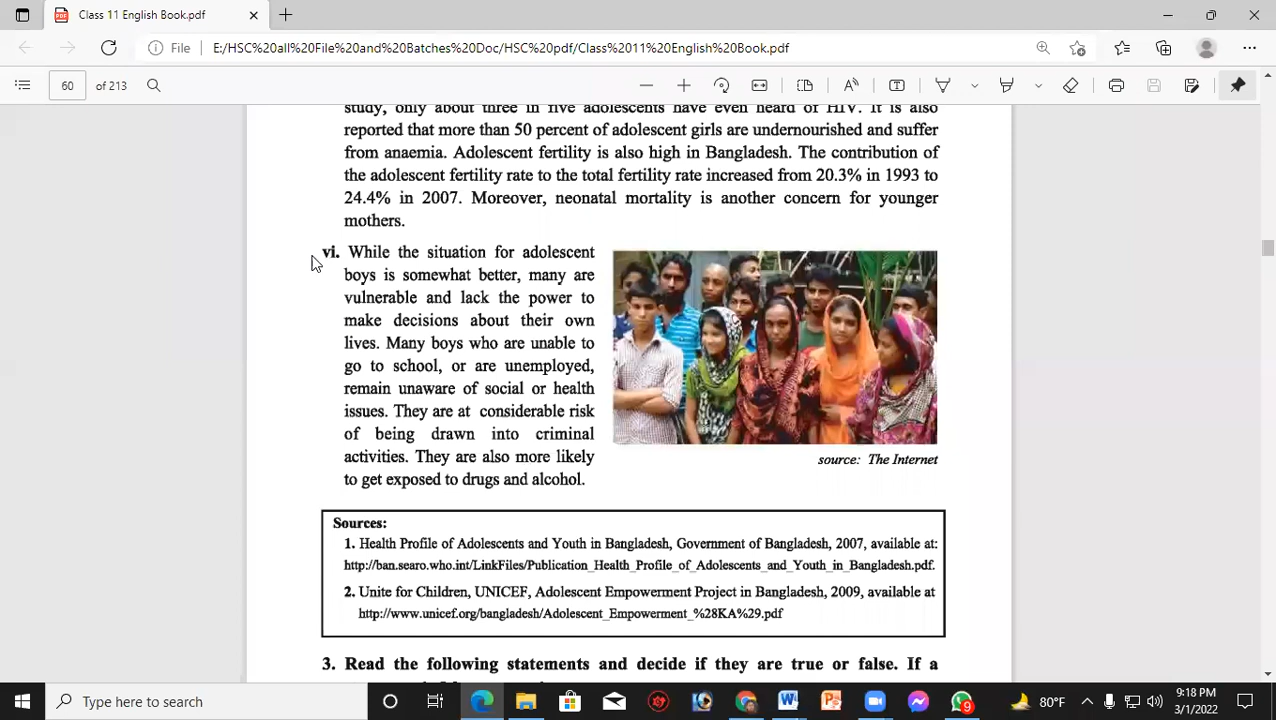 Class 11 English Book.pdf
File
E:/HSC%20all%20File%20and%20Batches%20Doc/HSC%20pdf/Class%2011%20English%20Book.pdf
60 of 213
study, only about three in five adolescents have even heard of HIV. It is also
reported that more than 50 percent of adolescent girls are undernourished and suffer
from anaemia. Adolescent fertility is also high in Bangladesh. The contribution of
the adolescent fertility rate to the total fertility rate increased from 20.3% in 1993 to
24.4% in 2007. Moreover, neonatal mortality is another concern for younger
mothers.
vi. While the situation for adolescent
boys is somewhat better, many are
vulnerable and lack the power to
make decisions about their own
lives. Many boys who are unable to
go to school, or are unemployed,
remain unaware of social or health
issues. They are at considerable risk
of being drawn into criminal
activities. They are also more likely
to get exposed to drugs and alcohol.
source: The Internet
Sources:
1. Health Profile of Adolescents and Youth in Bangladesh, Government of Bangladesh, 2007, available at:
http://ban.searo.who.int/LinkFiles/Publication_Health_Profile_of_Adolescents_and_Youth_in_Bangladesh.pdf.
2. Unite for Children, UNICEF, Adolescent Empowerment Project in Bangladesh, 2009, available at
http://www.unicef.org/bangladesh/Adolescent_Empowerment_%28KA%29.pdf
3. Read the following statements and decide if they are true or false. If a
Type here to search
9
80°F
9:18 PM
3/1/2022